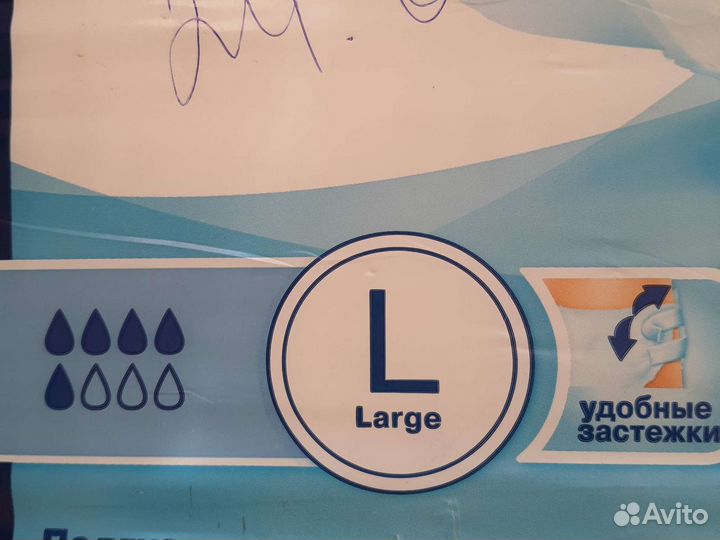 L
Large
удобные
застежки
Avito